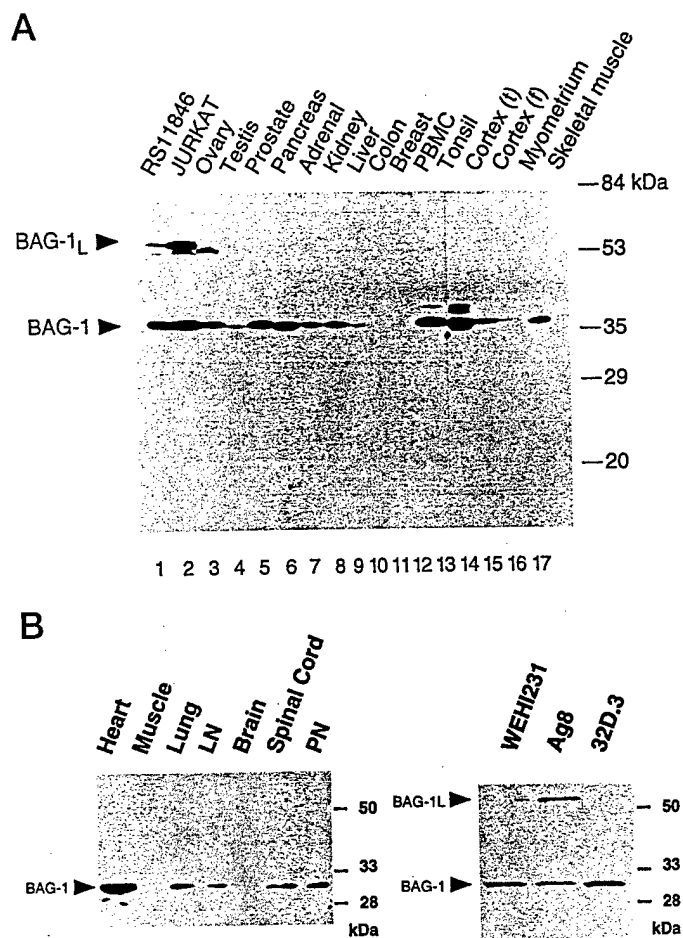 A
RS11846
JURKAT
Ovary
Testis
Prostate
Pancreas
Adrenal
Kidney
Liver
Colon
Breast
PBMC
Tonsil
Cortex (t)
Cortex (f)
Myometrium
Skeletal muscle
84 kDa
BAG-1L
53
BAG-1
35
29
20
1 2 3 4 5 6 7 8 9 10 11 12 13 14 15 16 17
B
Heart
Muscle
Lung
LN
Brain
Spinal Cord
PN
50
33
BAG-1
28
kDa
WEHI231
Ag8
32D.3
BAG-1L
50
33
BAG-1
28
kDa